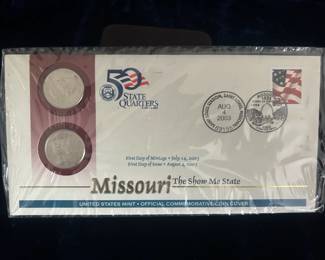 50
STATE
QUARTERS
AUG
4
2003
First Day of Mintage • July 14, 2003
First Day of Issue • August 4, 2003
Missouri The Show Me State
UNITED STATES MINT • OFFICIAL COMMEMORATIVE COIN COVER